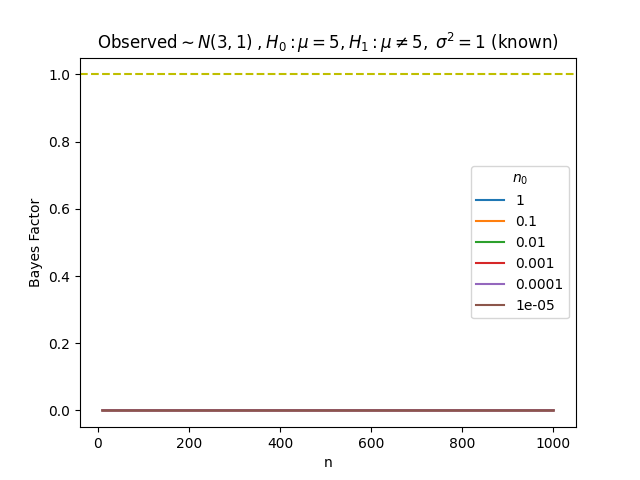 Observed ∼ N(3, 1) , H₀ : μ = 5, H₁ : μ ≠ 5, σ² = 1 (known)
1.0
0.8
0.6
0.4
0.2
0.0
Bayes Factor
n₀
1
0.1
0.01
0.001
0.0001
1e-05
0 200 400 600 800 1000
n